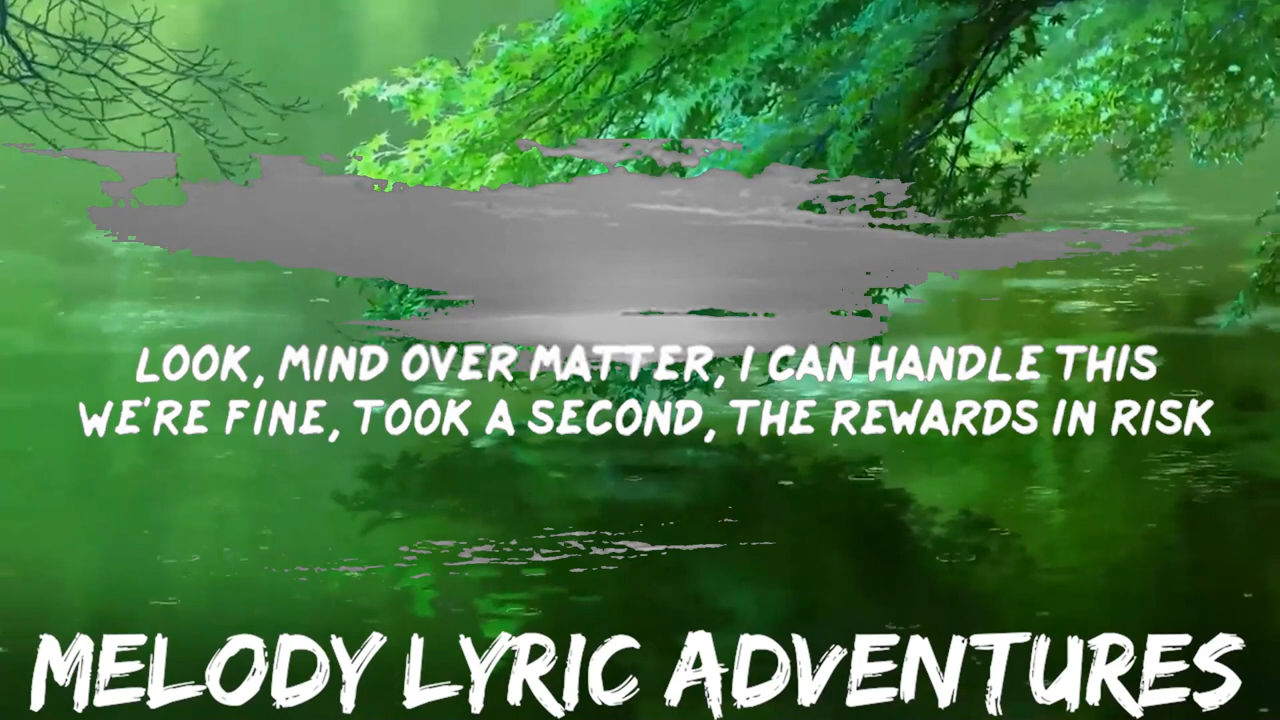 LOOK, MIND OVER MATTER, I CAN HANDLE THIS
WE'RE FINE, TOOK A SECOND, THE REWARDS IN RISK
MELODY LYRIC ADVENTURES